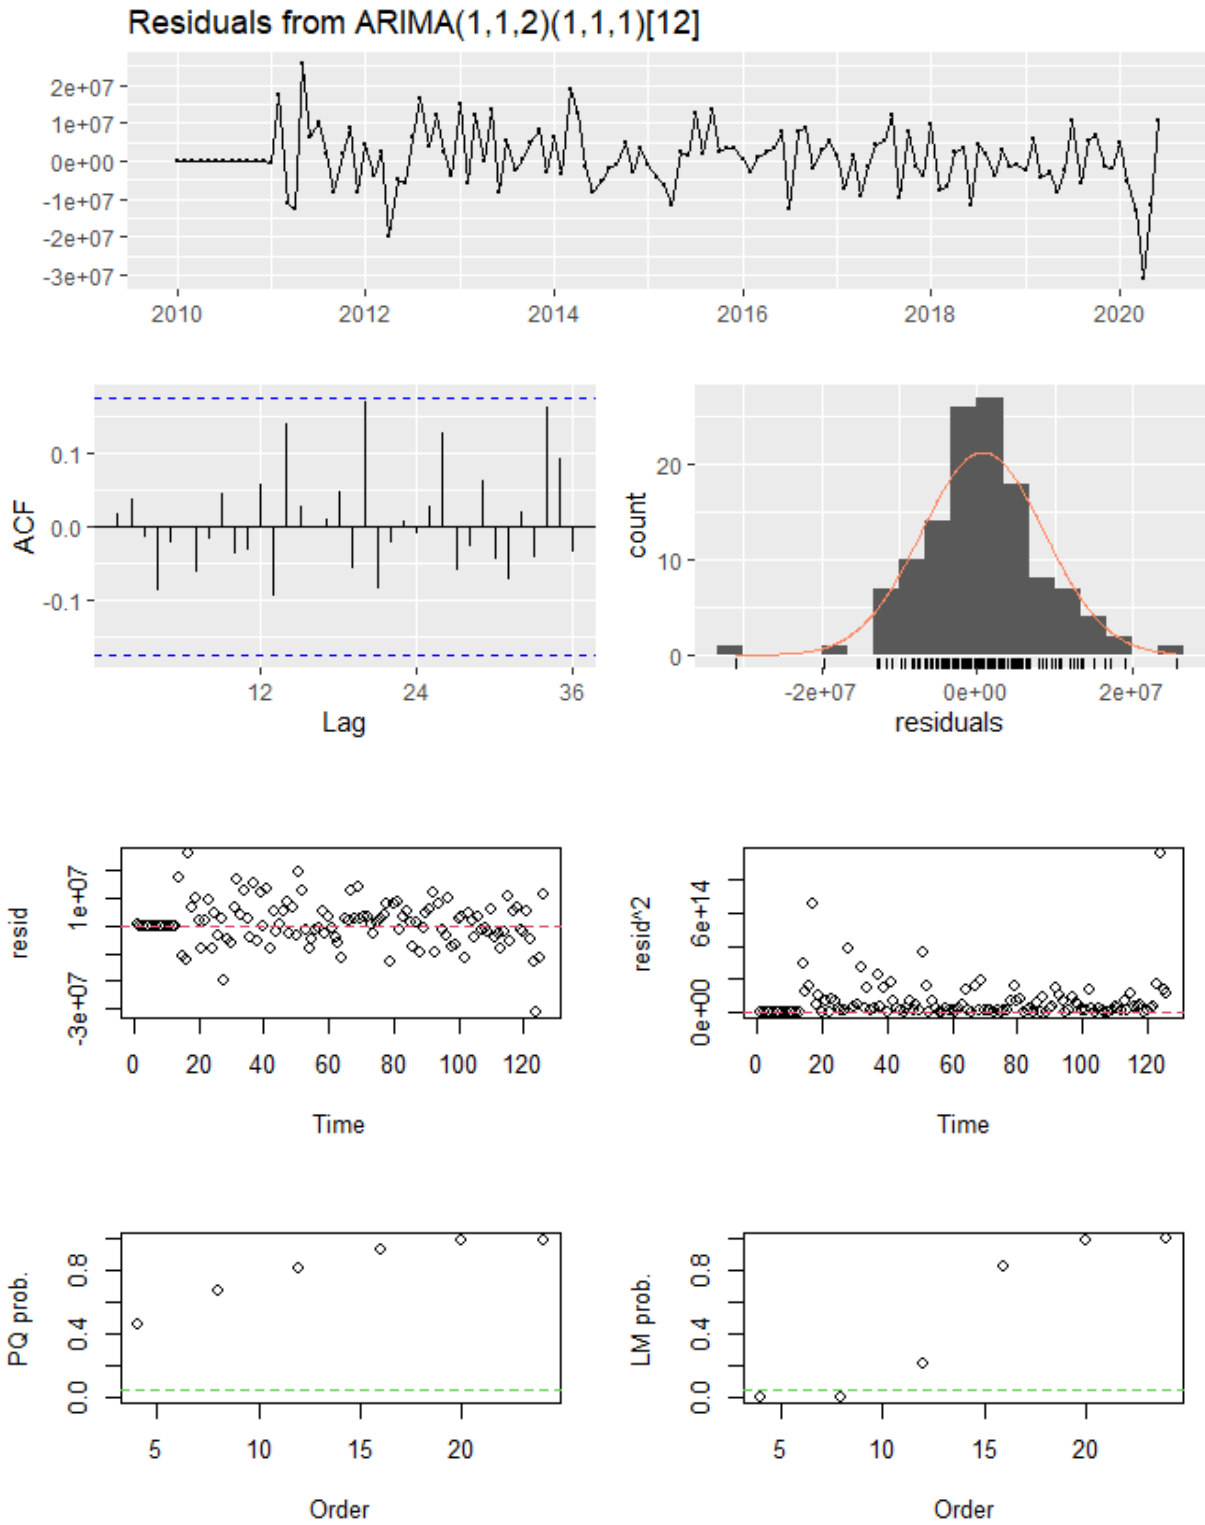 Residuals from ARIMA(1,1,2)(1,1,1)[12]
2e+07
1e+07
0e+00
-1e+07
-2e+07
-3e+07
2010 2012 2014 2016 2018 2020
ACF
0.1
0.0
-0.1
12 24 36
Lag
count
20
10
0
-2e+07 0e+00 2e+07
residuals
resid
1e+07
-3e+07
0 20 40 60 80 100 120
Time
resid^2
6e+14
0e+00
0 20 40 60 80 100 120
Time
PQ prob.
0.8
0.4
0.0
5 10 15 20
Order
LM prob.
0.8
0.4
0.0
5 10 15 20
Order